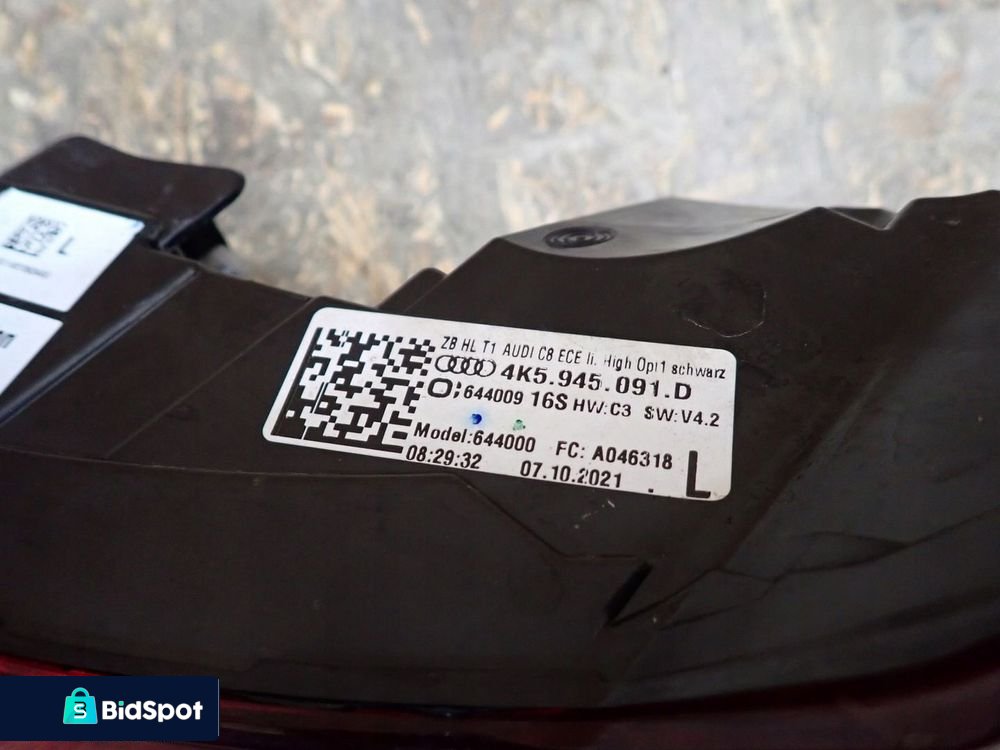 L
ZB HL T1 AUDI C8 ECE li. High Opt1 schwarz
4K5.945.091.D
644009 16S HW:C3 SW:V4.2
Model:644000 FC: A046318
08:29:32 07.10.2021 L
BidSpot